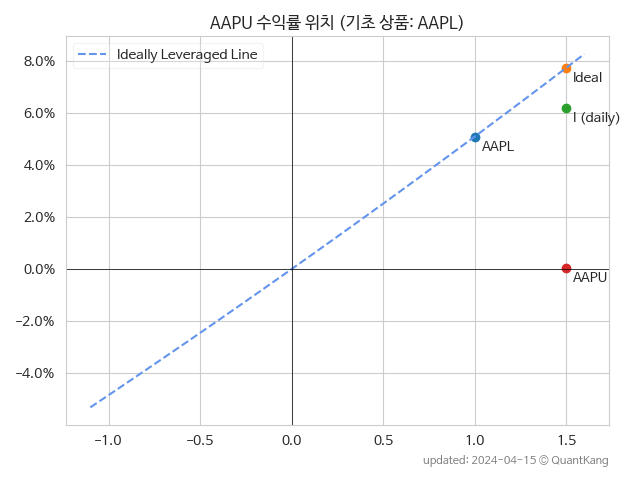 AAPU 수익률 위치 (기초 상품: AAPL)
Ideally Leveraged Line
8.0%
6.0%
4.0%
2.0%
0.0%
−2.0%
−4.0%
Ideal
I (daily)
AAPL
AAPU
−1.0 −0.5 0.0 0.5 1.0 1.5
updated: 2024-04-15 © QuantKang